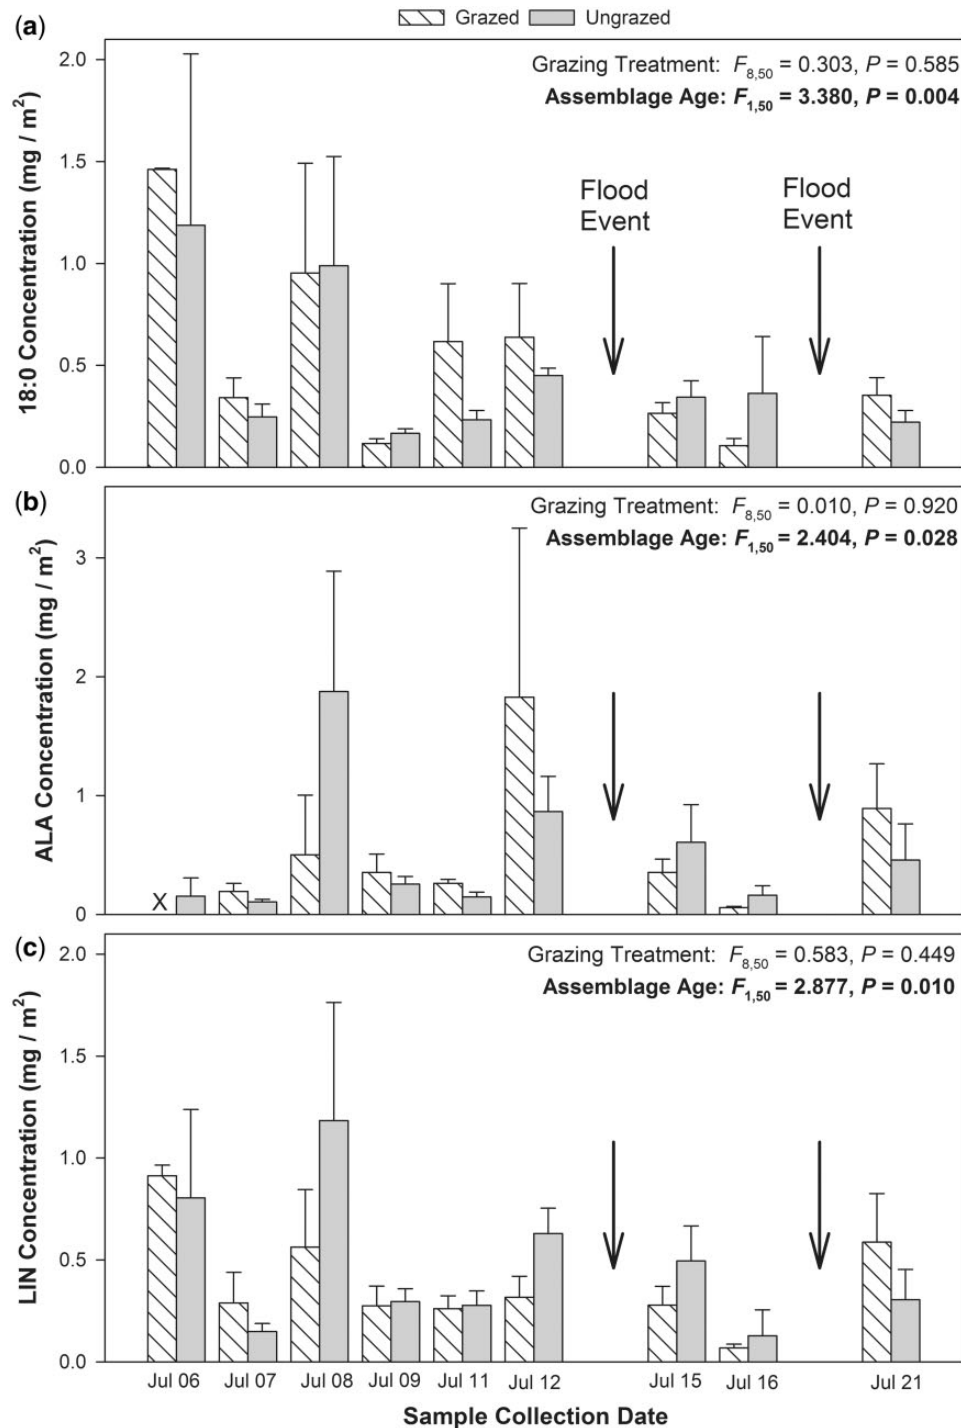 (a)
Grazed Ungrazed
2.0
1.5
1.0
0.5
0.0
18:0 Concentration (mg / m²)
Grazing Treatment: F8,50 = 0.303, P = 0.585
Assemblage Age: F1,50 = 3.380, P = 0.004
Flood
Event
Flood
Event
(b)
3
2
1
0
ALA Concentration (mg / m²)
Grazing Treatment: F8,50 = 0.010, P = 0.920
Assemblage Age: F1,50 = 2.404, P = 0.028
X
(c)
2.0
1.5
1.0
0.5
0.0
LIN Concentration (mg / m²)
Grazing Treatment: F8,50 = 0.583, P = 0.449
Assemblage Age: F1,50 = 2.877, P = 0.010
Jul 06 Jul 07 Jul 08 Jul 09 Jul 11 Jul 12 Jul 15 Jul 16 Jul 21
Sample Collection Date